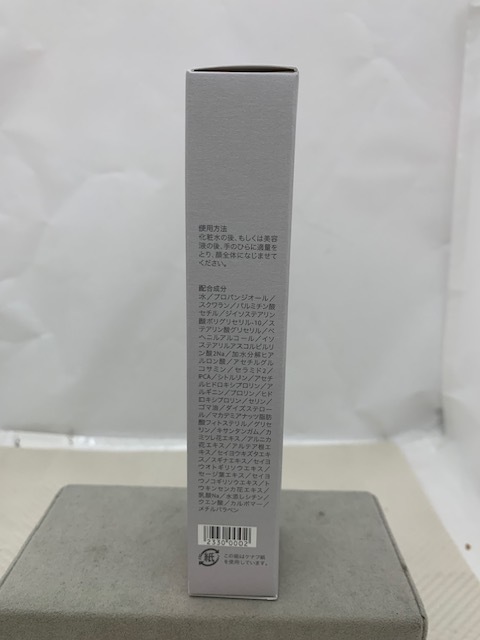 使用方法
化粧水の後、もしくは美容
液の後、手のひらに適量を
とり、顔全体になじませて
ください。
配合成分
水／プロパンジオール／
スクワラン／パルミチン酸
セチル／ジイソステアリン
酸ポリグリセリル-10／ス
テアリン酸グリセリル／ベ
ヘニルアルコール／イソ
ステアリルアスコルビルリ
ン酸2Na／加水分解ヒア
ルロン酸／アセチルグル
コサミン／セラミド2／
PCA／シトルリン／アセチ
ルヒドロキシプロリン／ア
ルギニン／プロリン／ヒド
ロキシプロリン／セリン／
ゴマ油／ダイズステロー
ル／マカデミアナッツ脂肪
酸フィトステリル／グリセ
リン／キサンタンガム／カ
ミツレ花エキス／アルニカ
花エキス／アルテア根エ
キス／セイヨウキズタエキ
ス／スギナエキス／セイヨ
ウオトギリソウエキス／
セージ葉エキス／セイヨ
ウノコギリソウエキス／ト
ウキンセンカ花エキス／
乳酸Na／水添レシチン／
クエン酸／カルボマー／
メチルパラベン
2330 0002
紙
この箱はケナフ紙
を使用しています。